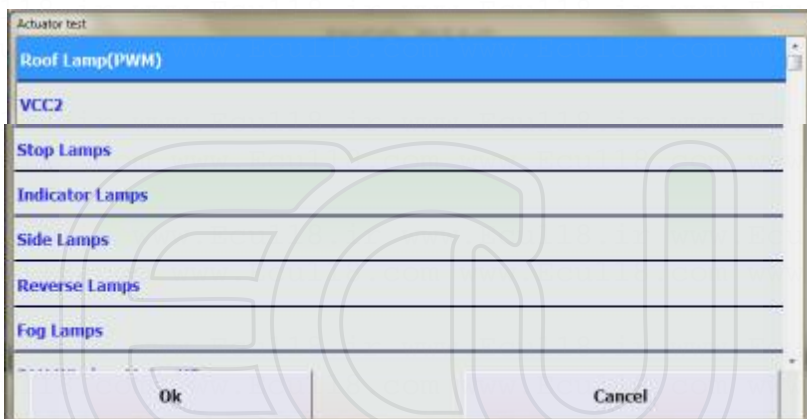 Actuator test
Roof Lamp(PWM)
VCC2
Stop Lamps
Indicator Lamps
Side Lamps
Reverse Lamps
Fog Lamps
Ok
Cancel